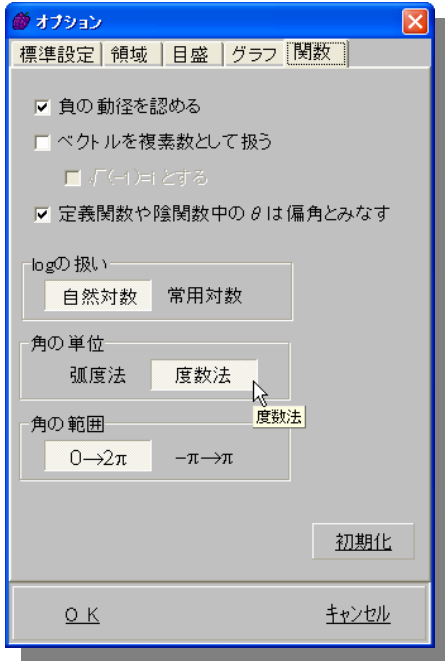 オプション
標準設定 領域 目盛 グラフ 関数
負の動径を認める
ベクトルを複素数として扱う
√(-1)=i とする
定義関数や陰関数中のθは偏角とみなす
logの扱い
自然対数 常用対数
角の単位
弧度法 度数法
度数法
角の範囲
0→2π -π→π
初期化
OK キャンセル